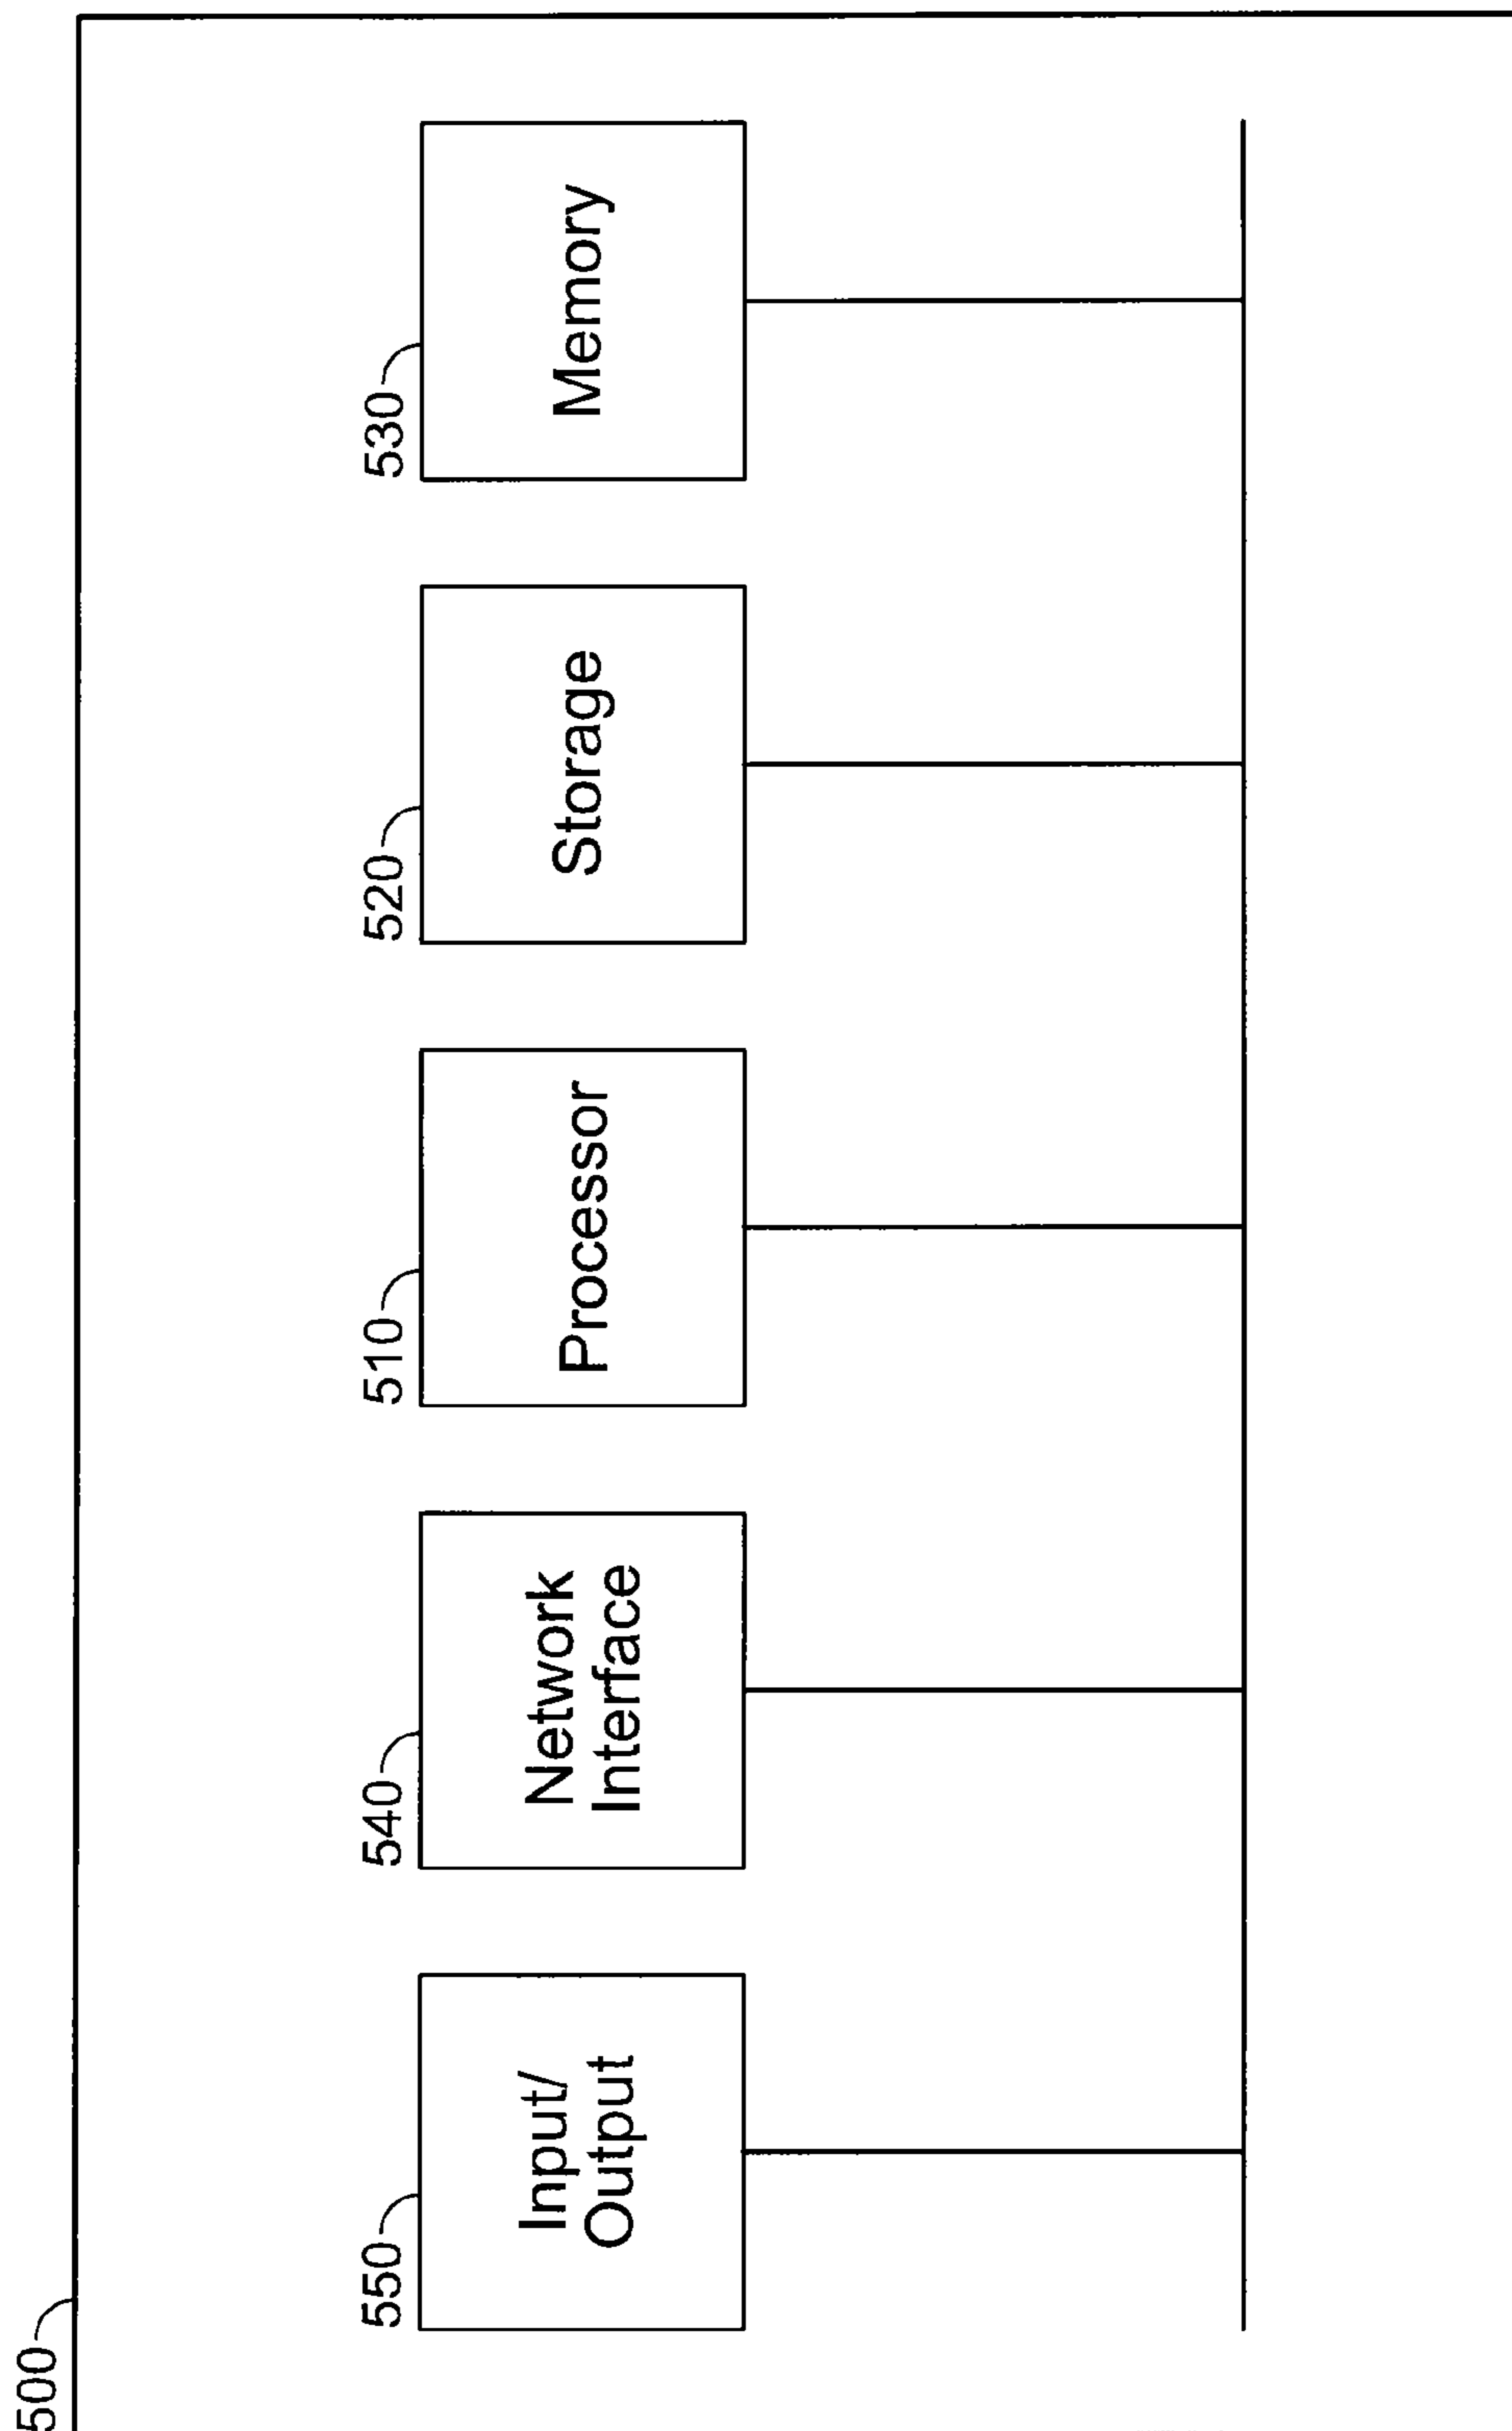 500
550
Input/
Output
540
Network
Interface
510
Processor
520
Storage
530
Memory